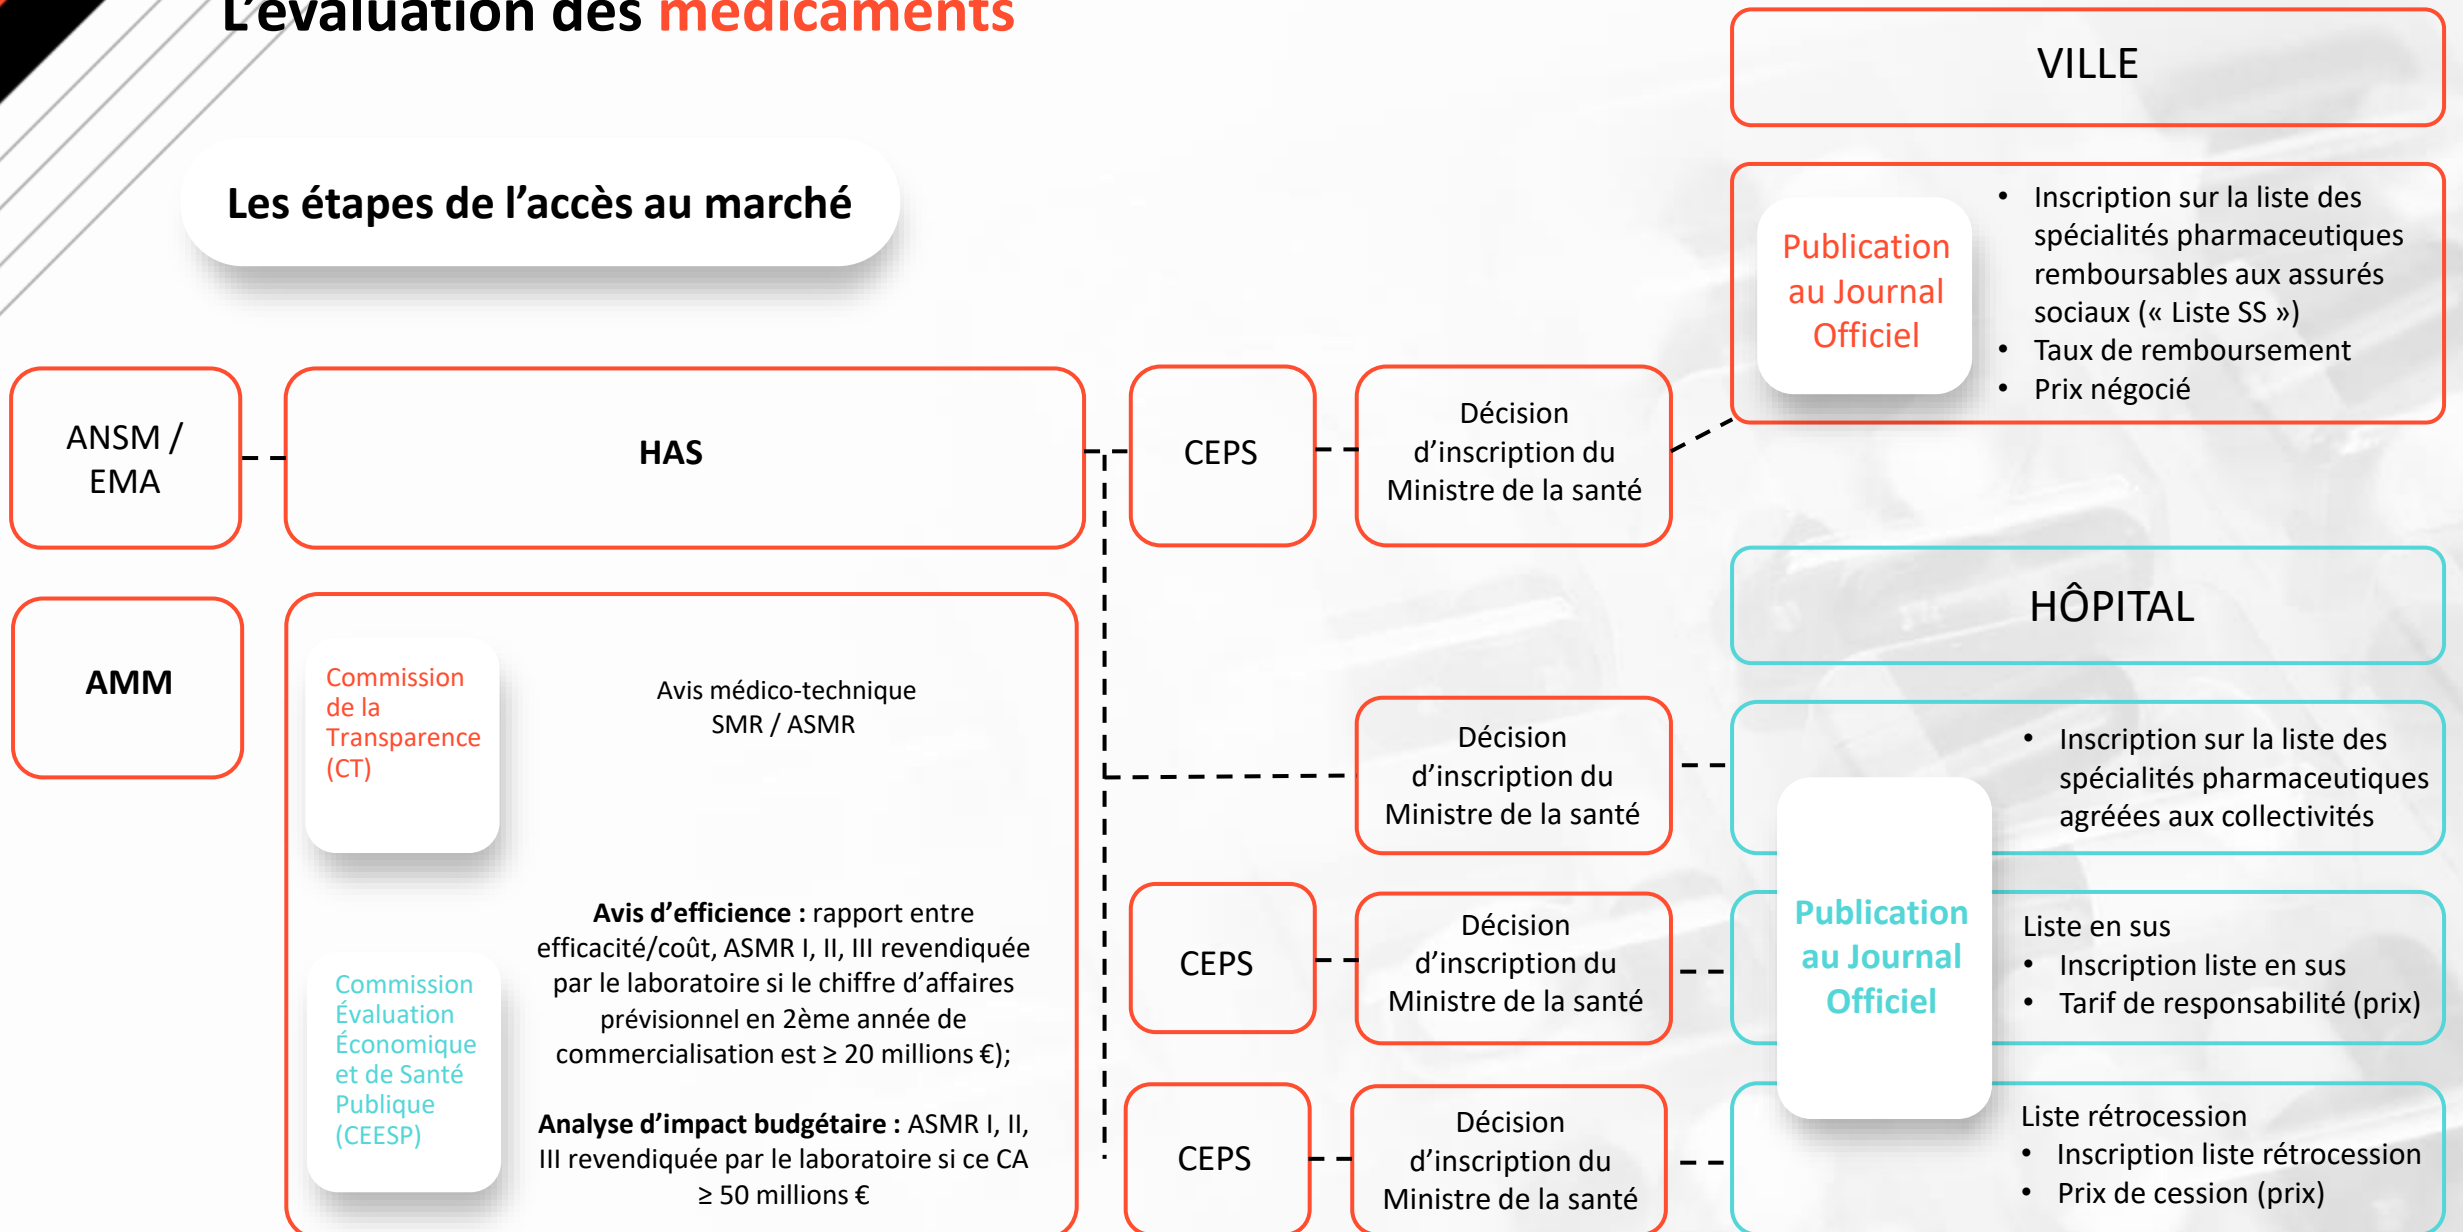 L’évaluation des médicaments
Les étapes de l’accès au marché
ANSM /
EMA
HAS
CEPS
Décision
d’inscription du
Ministre de la santé
VILLE
Publication
au Journal
Officiel
• Inscription sur la liste des
spécialités pharmaceutiques
remboursables aux assurés
sociaux (« Liste SS »)
• Taux de remboursement
• Prix négocié
AMM
Commission
de la
Transparence
(CT)
Avis médico-technique
SMR / ASMR
Commission
Évaluation
Économique
et de Santé
Publique
(CEESP)
Avis d’efficience : rapport entre
efficacité/coût, ASMR I, II, III revendiquée
par le laboratoire si le chiffre d’affaires
prévisionnel en 2ème année de
commercialisation est ≥ 20 millions €);
Analyse d’impact budgétaire : ASMR I, II,
III revendiquée par le laboratoire si ce CA
≥ 50 millions €
HÔPITAL
Décision
d’inscription du
Ministre de la santé
Publication
au Journal
Officiel
• Inscription sur la liste des
spécialités pharmaceutiques
agréées aux collectivités
CEPS
Décision
d’inscription du
Ministre de la santé
Liste en sus
• Inscription liste en sus
• Tarif de responsabilité (prix)
CEPS
Décision
d’inscription du
Ministre de la santé
Liste rétrocession
• Inscription liste rétrocession
• Prix de cession (prix)